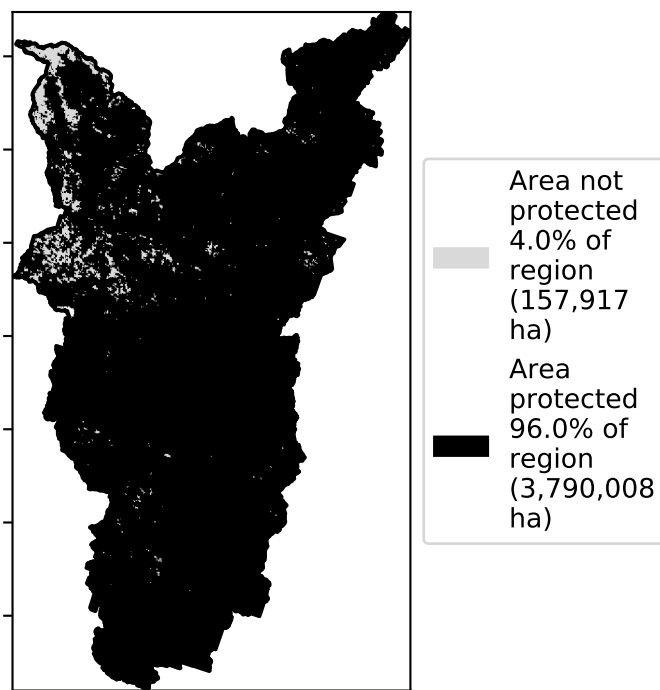 Area not
protected
4.0% of
region
(157,917
ha)
Area
protected
96.0% of
region
(3,790,008
ha)